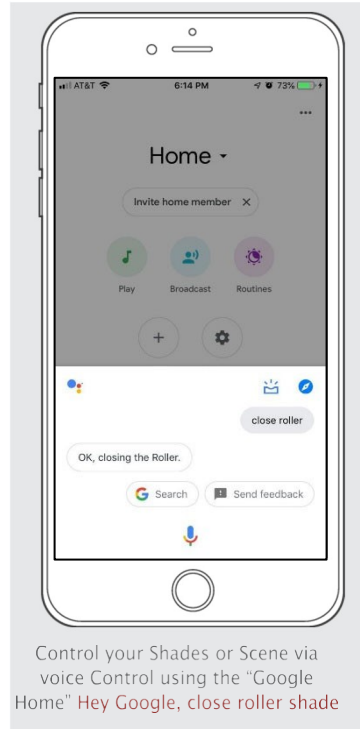 AT&T 6:14 PM 73%
Home
Invite home member X
Play Broadcast Routines
close roller
OK, closing the Roller.
Search Send feedback
Control your Shades or Scene via
voice Control using the “Google
Home” Hey Google, close roller shade